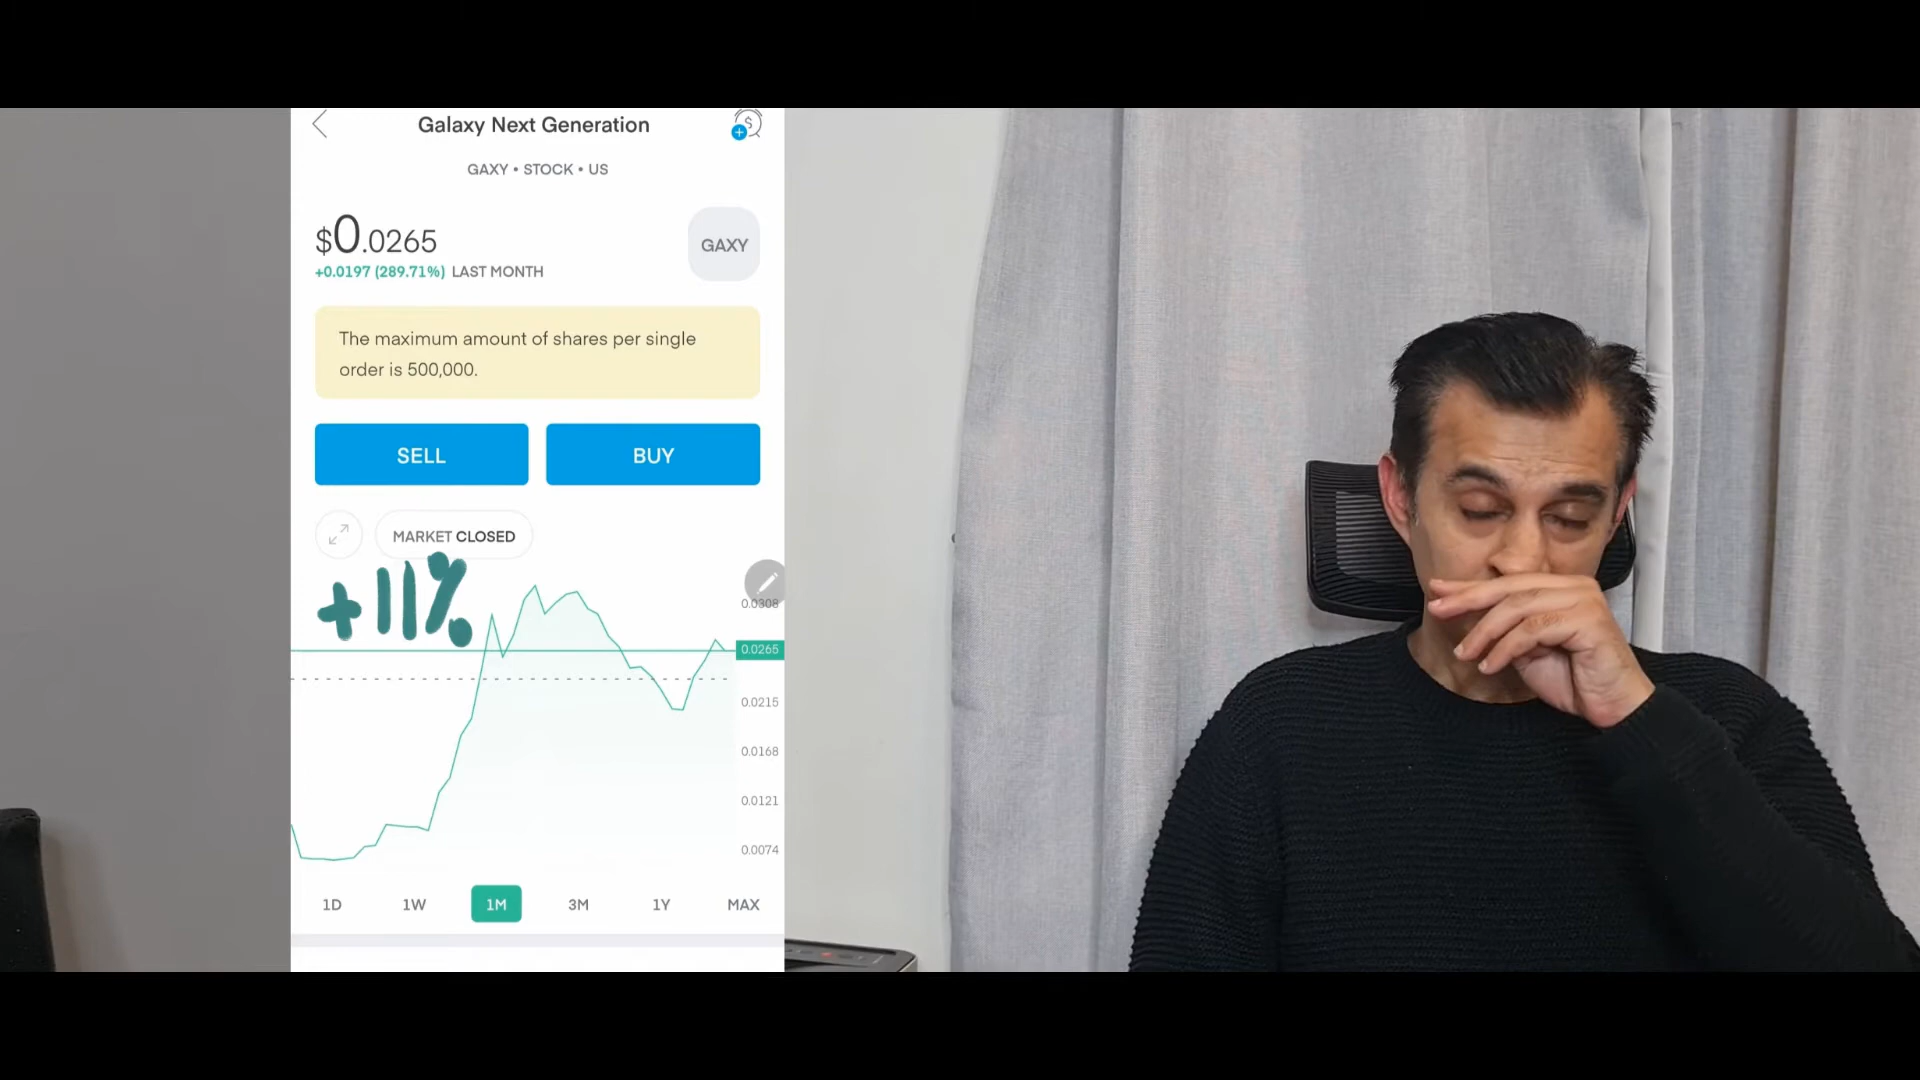 Galaxy Next Generation
GAXY • STOCK • US
$0.0265
+0.0197 (289.71%) LAST MONTH
GAXY
The maximum amount of shares per single
order is 500,000.
SELL BUY
MARKET CLOSED
+11%
0.0308
0.0265
0.0215
0.0168
0.0121
0.0074
1D 1W 1M 3M 1Y MAX